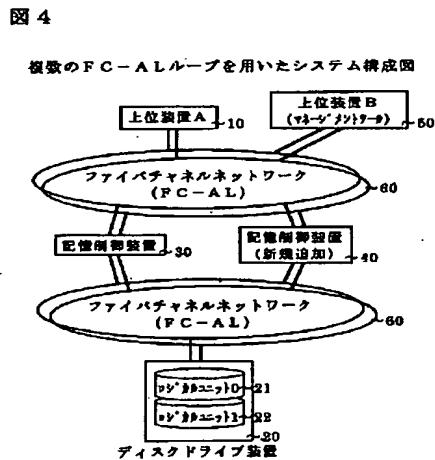 図4
複数のFC-ALループを用いたシステム構成図
上位装置A
10
上位装置B
(マネージメントサーバ)
50
ファイバチャネルネットワーク
(FC-AL)
60
記憶制御装置
30
記憶制御装置
(新規追加)
40
ファイバチャネルネットワーク
(FC-AL)
60
ロジカルユニット0
21
ロジカルユニット1
22
20
ディスクドライブ装置